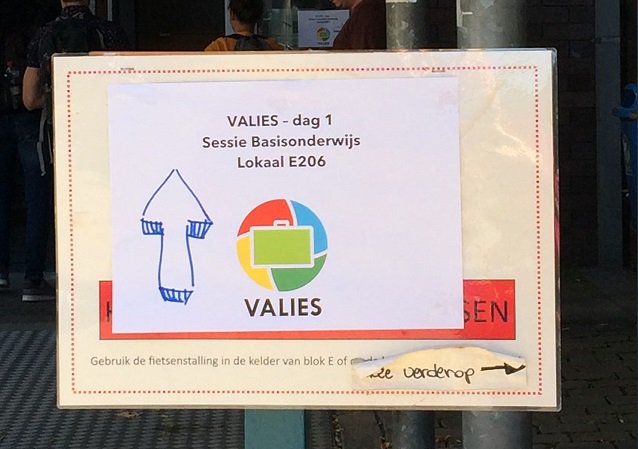 VALIES – dag 1
Sessie Basisonderwijs
Lokaal E206
VALIES
SEN
Gebruik de fietsenstalling in de kelder van blok E of
verderop